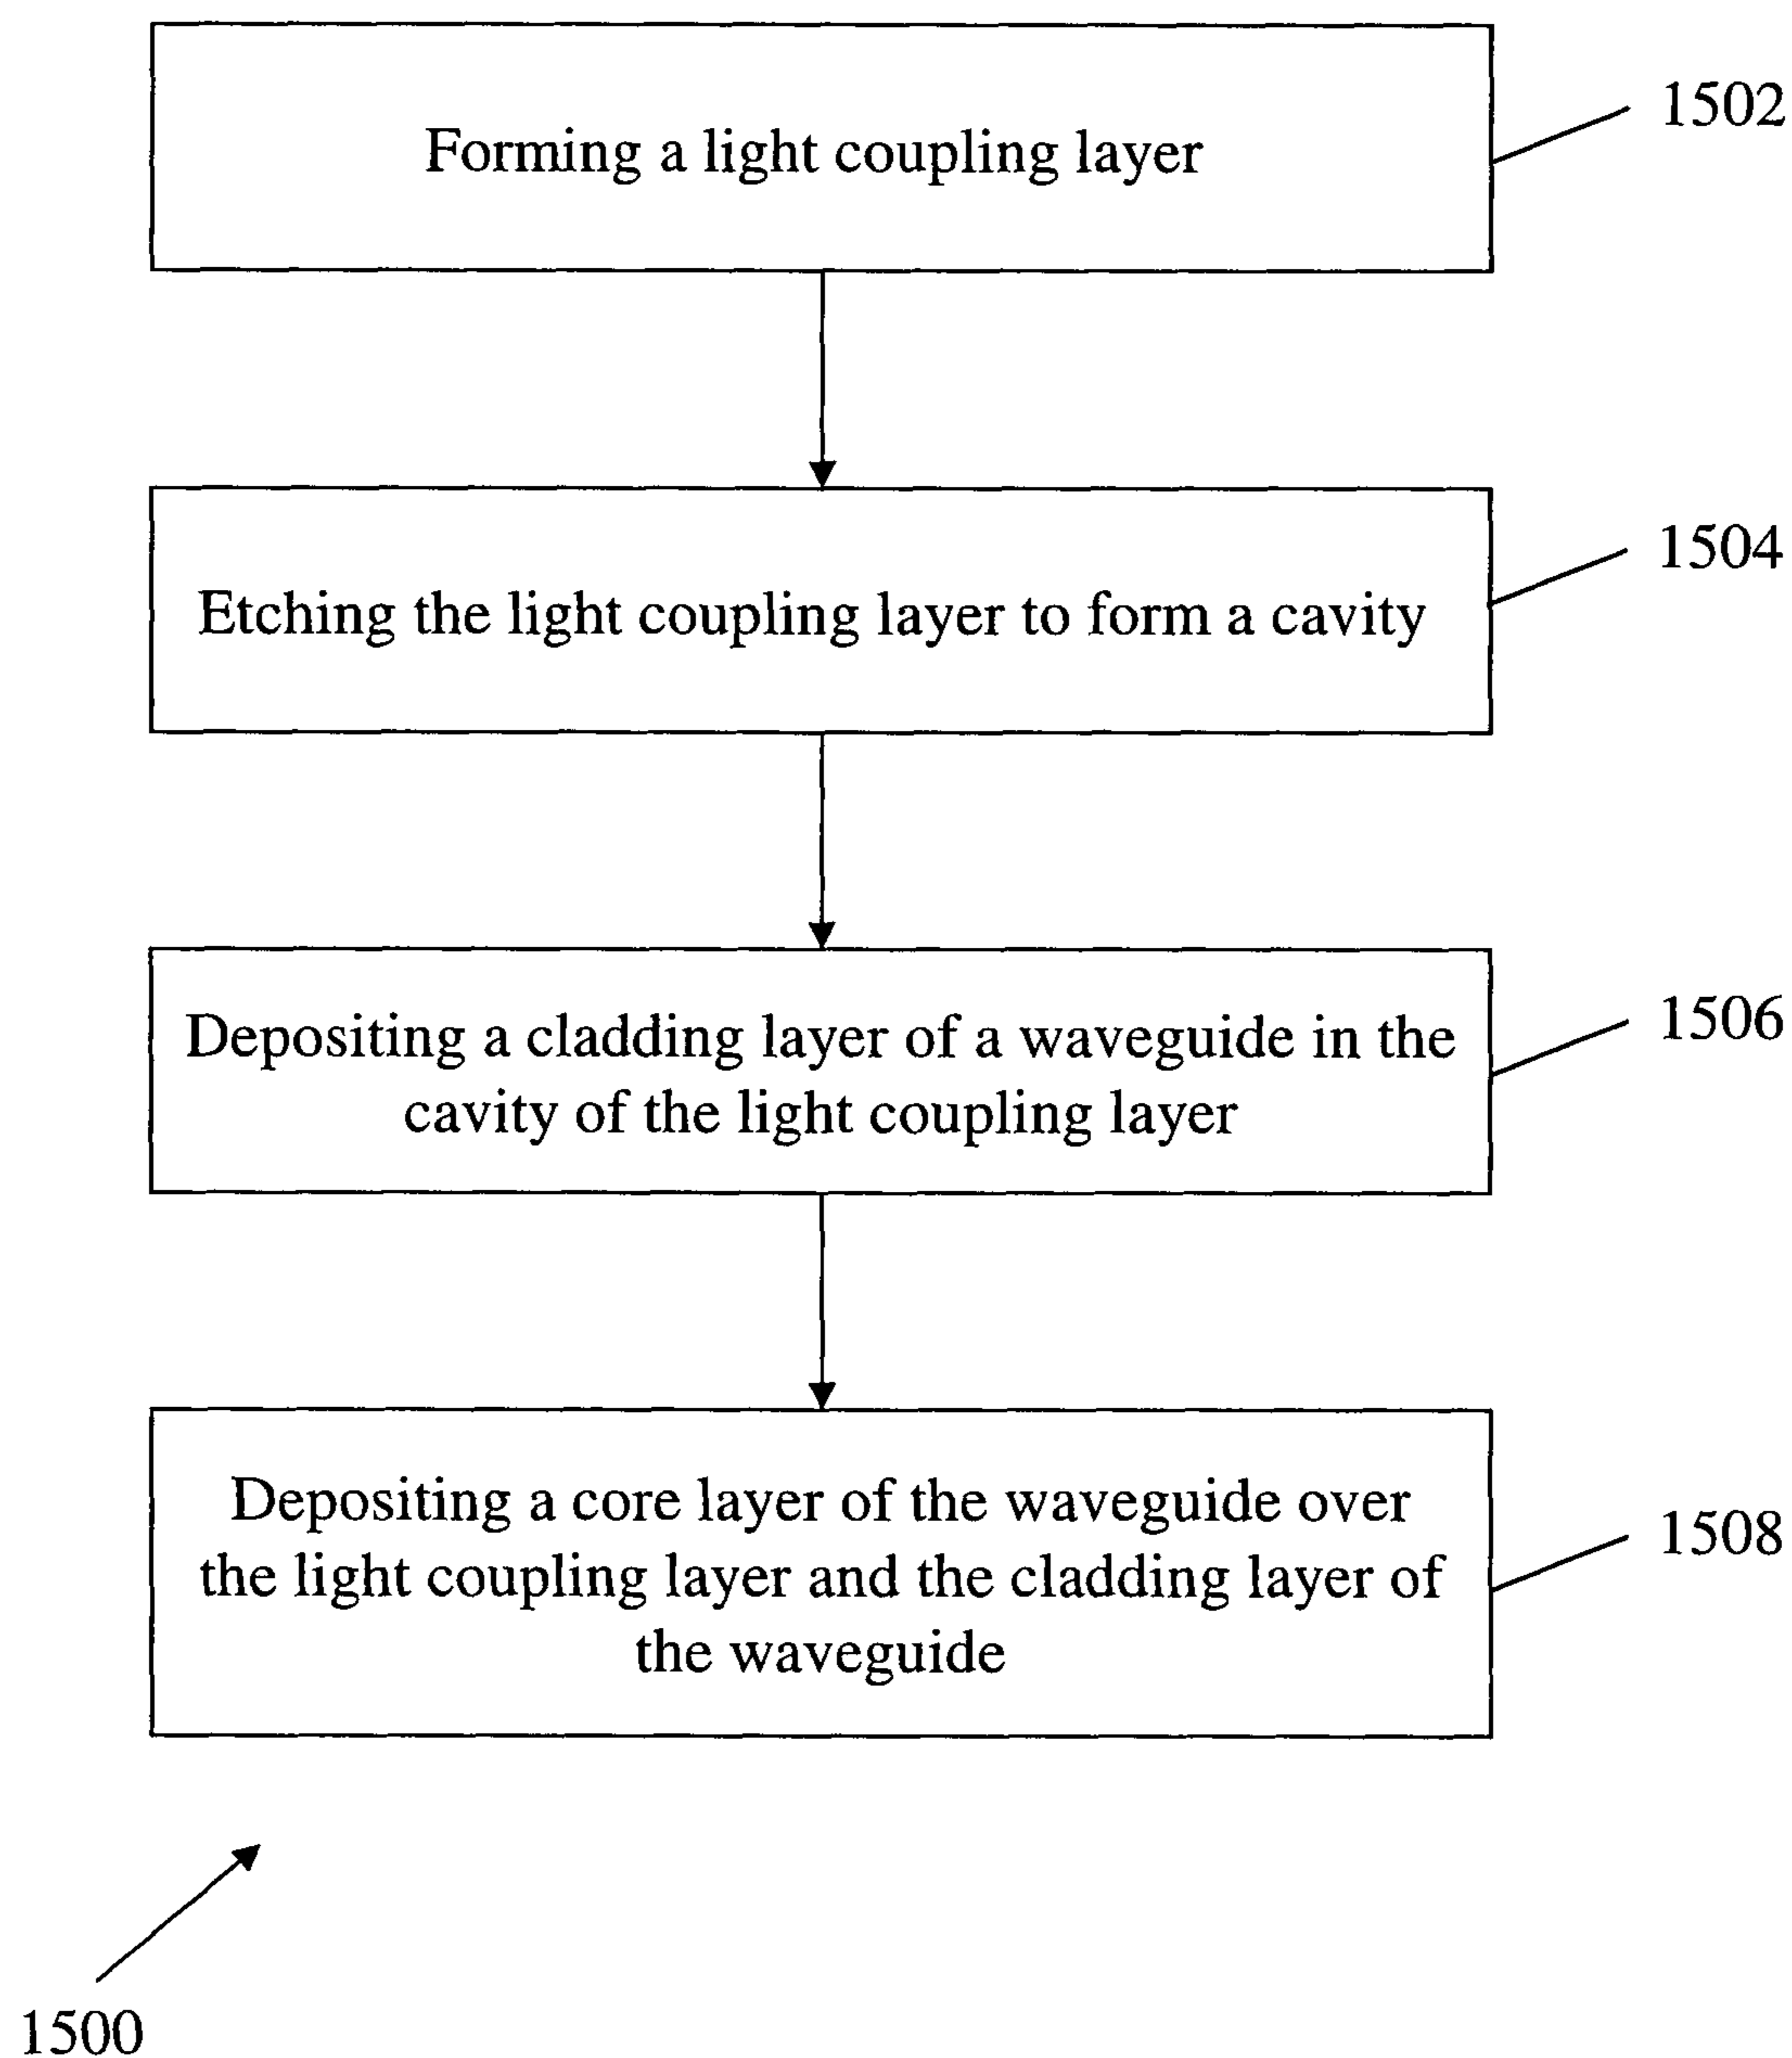 Forming a light coupling layer
1502
Etching the light coupling layer to form a cavity
1504
Depositing a cladding layer of a waveguide in the
cavity of the light coupling layer
1506
Depositing a core layer of the waveguide over
the light coupling layer and the cladding layer of
the waveguide
1508
1500